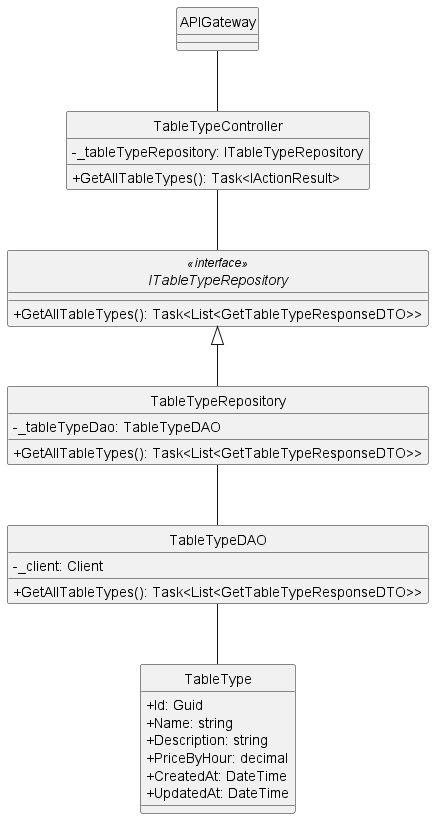 APIGateway
TableTypeController
-_tableTypeRepository: ITableTypeRepository
+GetAllTableTypes(): Task<IActionResult>
«interface»
ITableTypeRepository
+GetAllTableTypes(): Task<List<GetTableTypeResponseDTO>>
TableTypeRepository
-_tableTypeDao: TableTypeDAO
+GetAllTableTypes(): Task<List<GetTableTypeResponseDTO>>
TableTypeDAO
-_client: Client
+GetAllTableTypes(): Task<List<GetTableTypeResponseDTO>>
TableType
+Id: Guid
+Name: string
+Description: string
+PriceByHour: decimal
+CreatedAt: DateTime
+UpdatedAt: DateTime